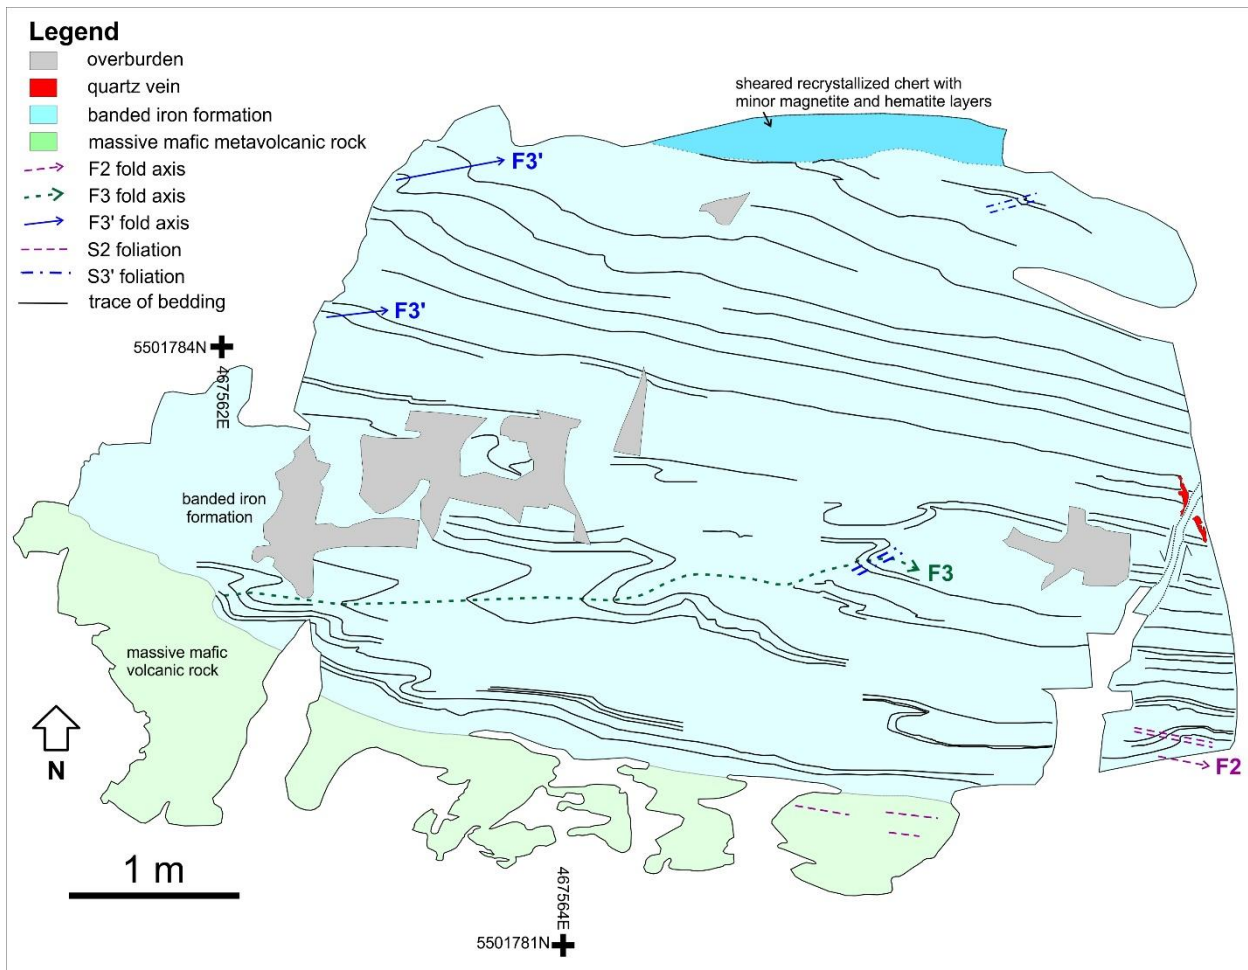 Legend
overburden
quartz vein
banded iron formation
massive mafic metavolcanic rock
F2 fold axis
F3 fold axis
F3' fold axis
S2 foliation
S3' foliation
trace of bedding
sheared recrystallized chert with
minor magnetite and hematite layers
F3'
F3'
5501784N
467562E
banded iron
formation
F3
massive mafic
volcanic rock
N
F2
1 m
467564E
5501781N